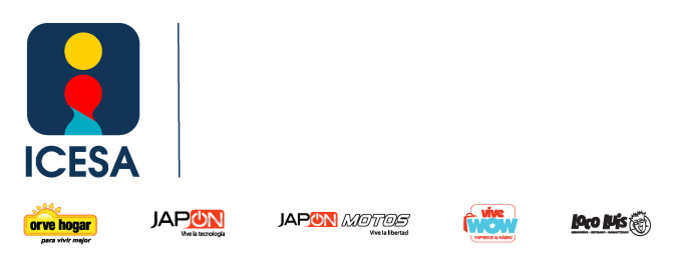 ICESA
orve hogar
para vivir mejor
JAPON
Vive la tecnología
JAPON MOTOS
Vive la libertad
vive
WOW
LOCO LUIS